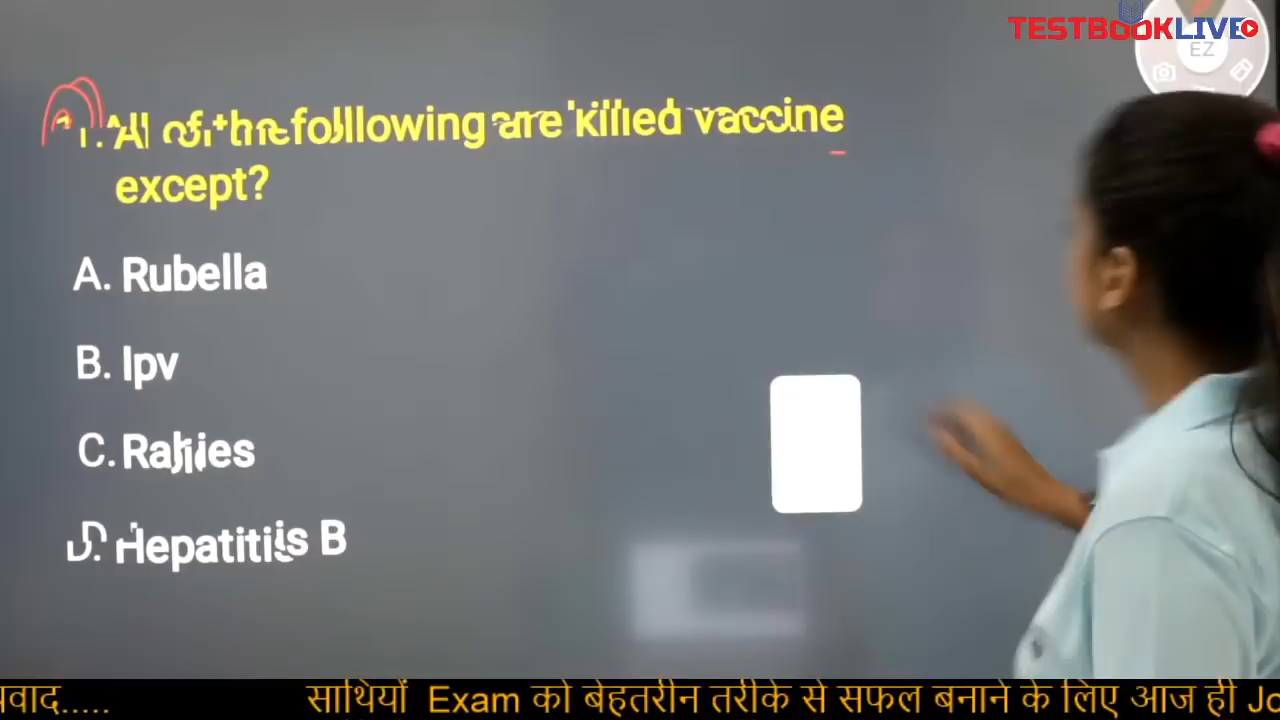 TESTBOOKLIVE
EZ
1. All of the following are killed vaccine
except?
A. Rubella
B. Ipv
C. Rabies
D. Hepatitis B
साथियों Exam को बेहतरीन तरीके से सफल बनाने के लिए आज ही